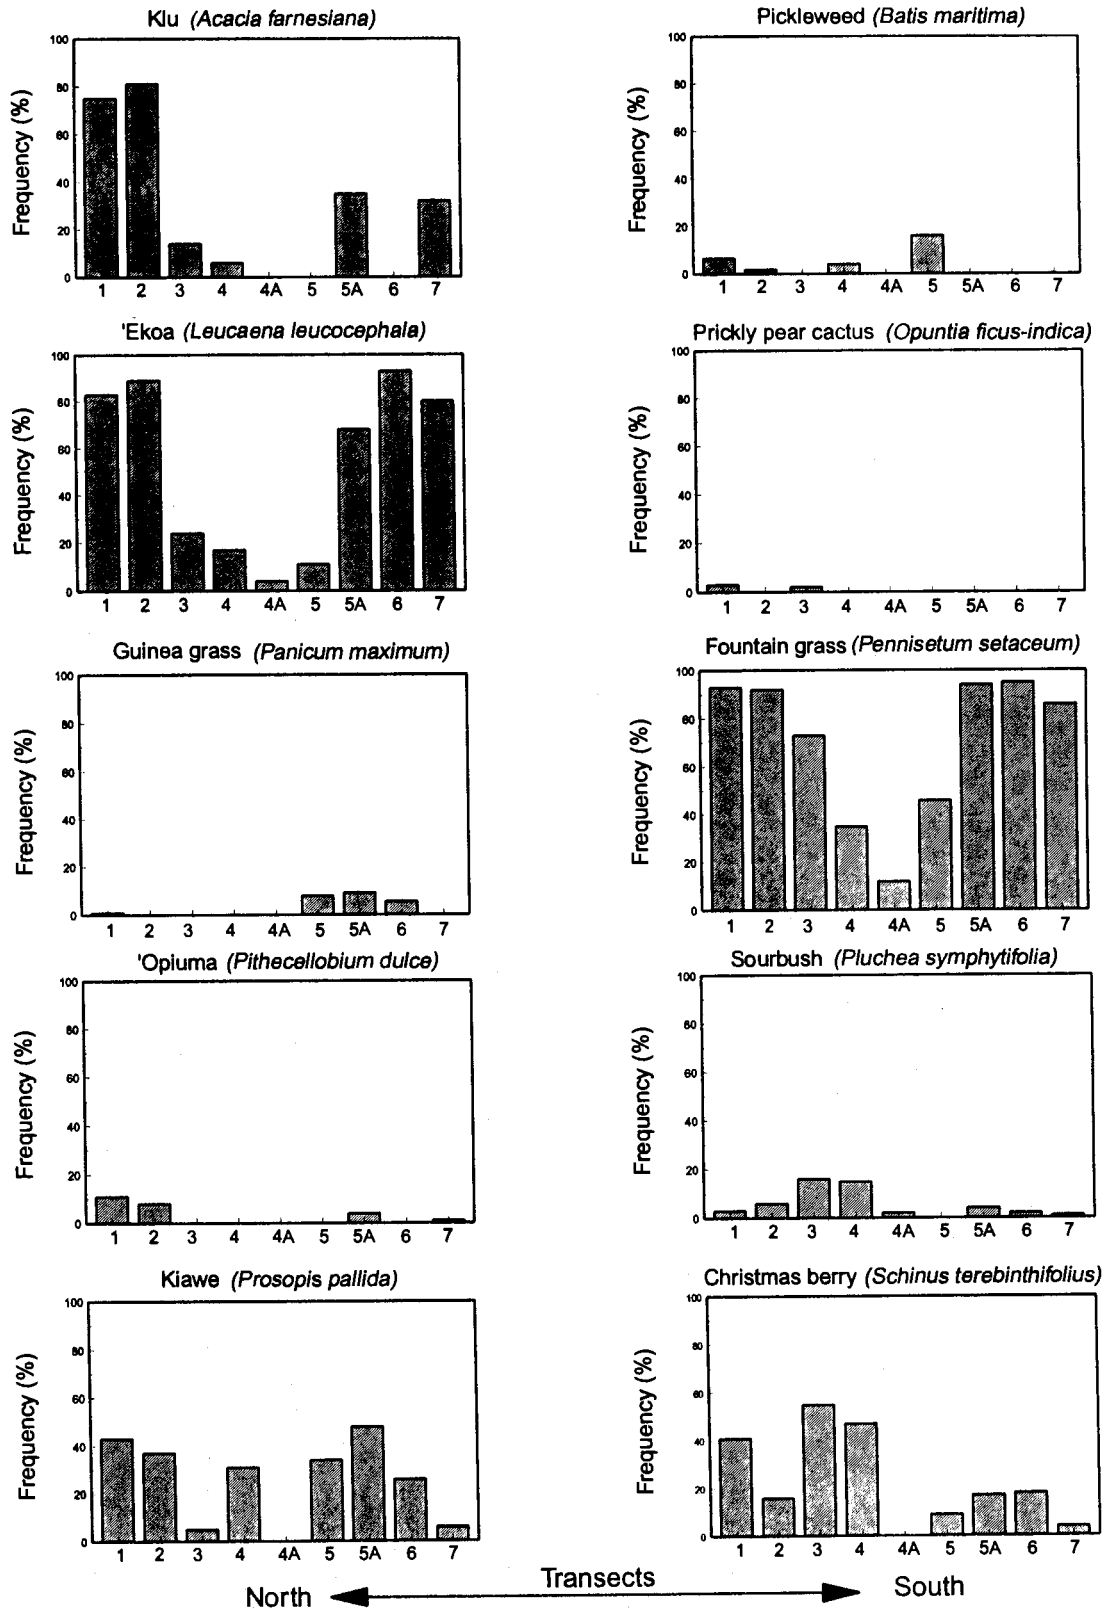 Klu (Acacia farnesiana)
Frequency (%)
100
80
60
40
20
0
1 2 3 4 4A 5 5A 6 7
Pickleweed (Batis maritima)
Frequency (%)
100
80
60
40
20
0
1 2 3 4 4A 5 5A 6 7
'Ekoa (Leucaena leucocephala)
Frequency (%)
100
80
60
40
20
0
1 2 3 4 4A 5 5A 6 7
Prickly pear cactus (Opuntia ficus-indica)
Frequency (%)
100
80
60
40
20
0
1 2 3 4 4A 5 5A 6 7
Guinea grass (Panicum maximum)
Frequency (%)
100
80
60
40
20
0
1 2 3 4 4A 5 5A 6 7
Fountain grass (Pennisetum setaceum)
Frequency (%)
100
80
60
40
20
0
1 2 3 4 4A 5 5A 6 7
'Opiuma (Pithecellobium dulce)
Frequency (%)
100
80
60
40
20
0
1 2 3 4 4A 5 5A 6 7
Sourbush (Pluchea symphytifolia)
Frequency (%)
100
80
60
40
20
0
1 2 3 4 4A 5 5A 6 7
Kiawe (Prosopis pallida)
Frequency (%)
100
80
60
40
20
0
1 2 3 4 4A 5 5A 6 7
Christmas berry (Schinus terebinthifolius)
Frequency (%)
100
80
60
40
20
0
1 2 3 4 4A 5 5A 6 7
North Transects South